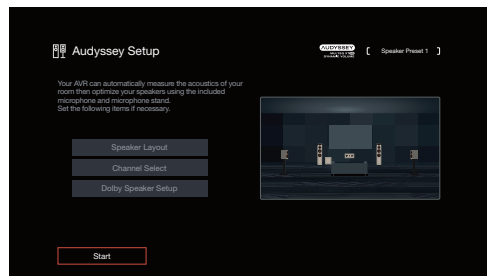 Audyssey Setup
AUDYSSEY
DYNAMIC VOLUME
[ Speaker Preset 1 ]
Your AVR can automatically measure the acoustics of your
room then optimize your speakers using the included
microphone and microphone stand.
Set the following items if necessary.
Speaker Layout
Channel Select
Dolby Speaker Setup
Start